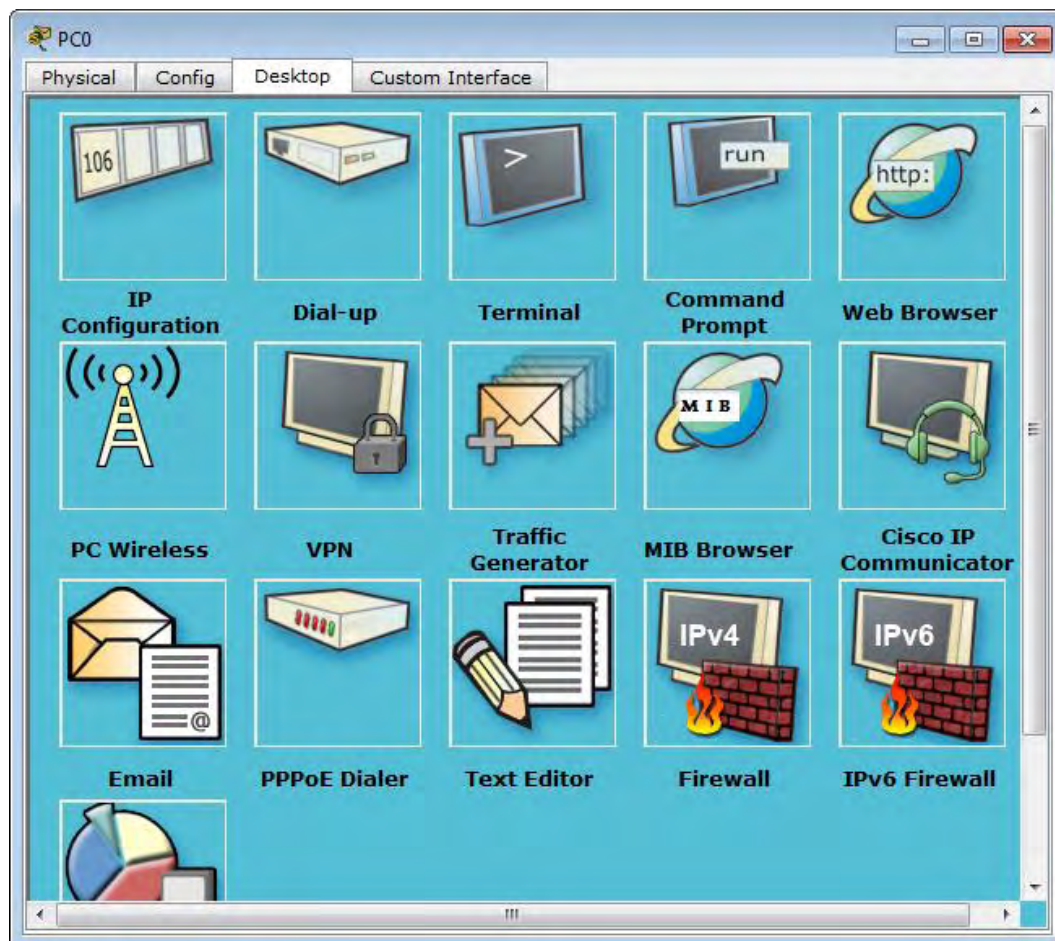 PC0
Physical Config Desktop Custom Interface
106
>
run
http:
IP
Configuration
Dial-up
Terminal
Command
Prompt
Web Browser
MIB
PC Wireless
VPN
Traffic
Generator
MIB Browser
Cisco IP
Communicator
@
IPv4
IPv6
Email
PPPoE Dialer
Text Editor
Firewall
IPv6 Firewall